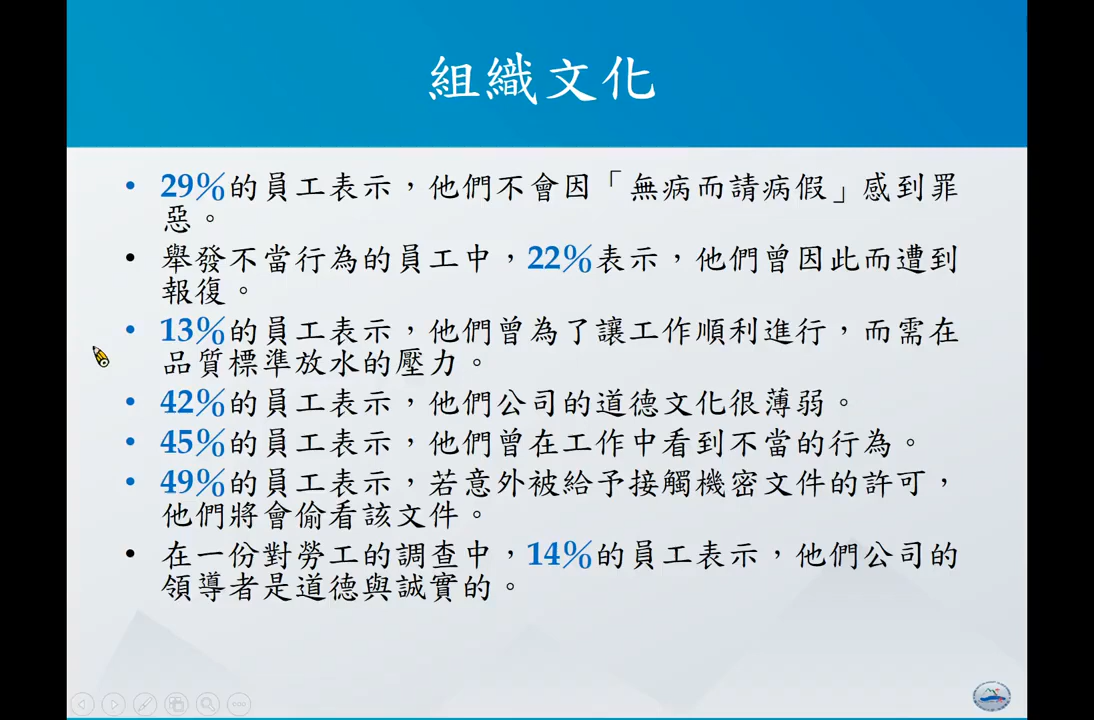 組織文化
• 29%的員工表示，他們不會因「無病而請病假」感到罪
惡。
• 舉發不當行為的員工中，22%表示，他們曾因此而遭到
報復。
• 13%的員工表示，他們曾為了讓工作順利進行，而需在
品質標準放水的壓力。
• 42%的員工表示，他們公司的道德文化很薄弱。
• 45%的員工表示，他們曾在工作中看到不當的行為。
• 49%的員工表示，若意外被給予接觸機密文件的許可，
他們將會偷看該文件。
• 在一份對勞工的調查中，14%的員工表示，他們公司的
領導者是道德與誠實的。